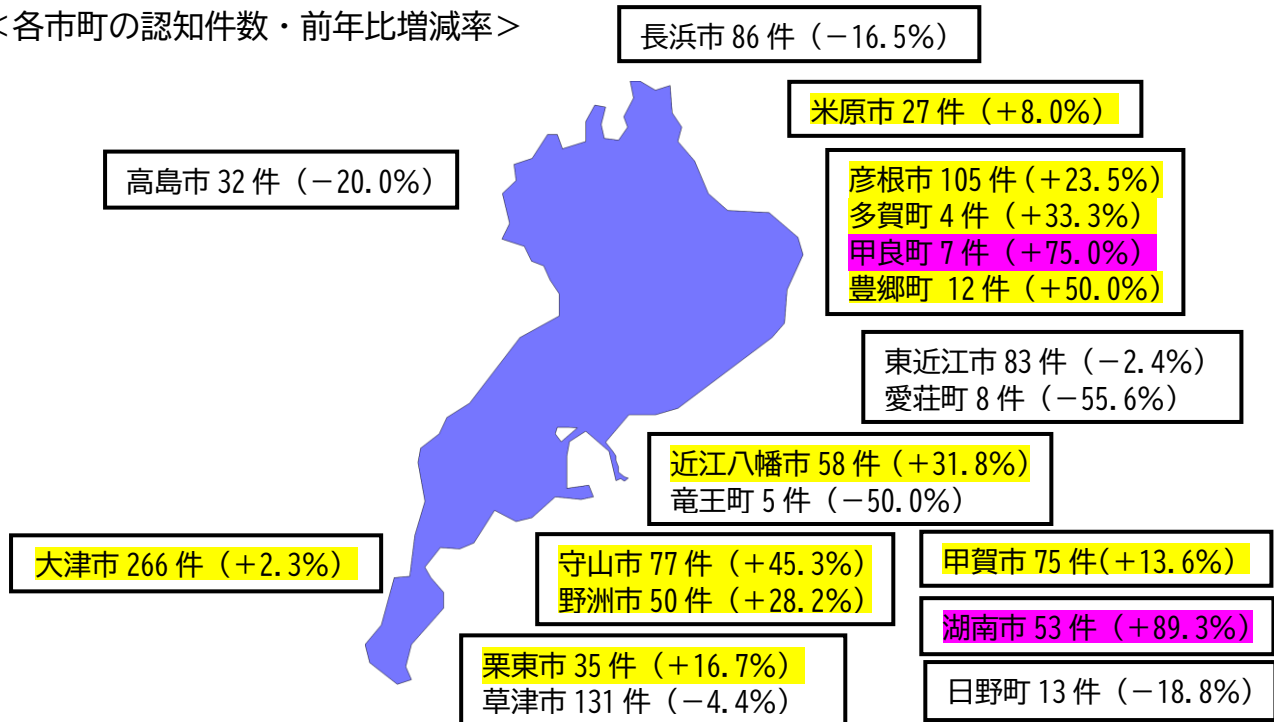 ＜各市町の認知件数・前年比増減率＞
長浜市 86 件（－16.5%）
米原市 27 件（＋8.0%）
高島市 32 件（－20.0%）
彦根市 105 件（＋23.5%）
多賀町 4 件（＋33.3%）
甲良町 7 件（＋75.0%）
豊郷町 12 件（＋50.0%）
東近江市 83 件（－2.4%）
愛荘町 8 件（－55.6%）
近江八幡市 58 件（＋31.8%）
竜王町 5 件（－50.0%）
大津市 266 件（＋2.3%）
守山市 77 件（＋45.3%）
野洲市 50 件（＋28.2%）
甲賀市 75 件(＋13.6%）
湖南市 53 件（＋89.3%）
栗東市 35 件（＋16.7%）
草津市 131 件（－4.4%）
日野町 13 件（－18.8%）